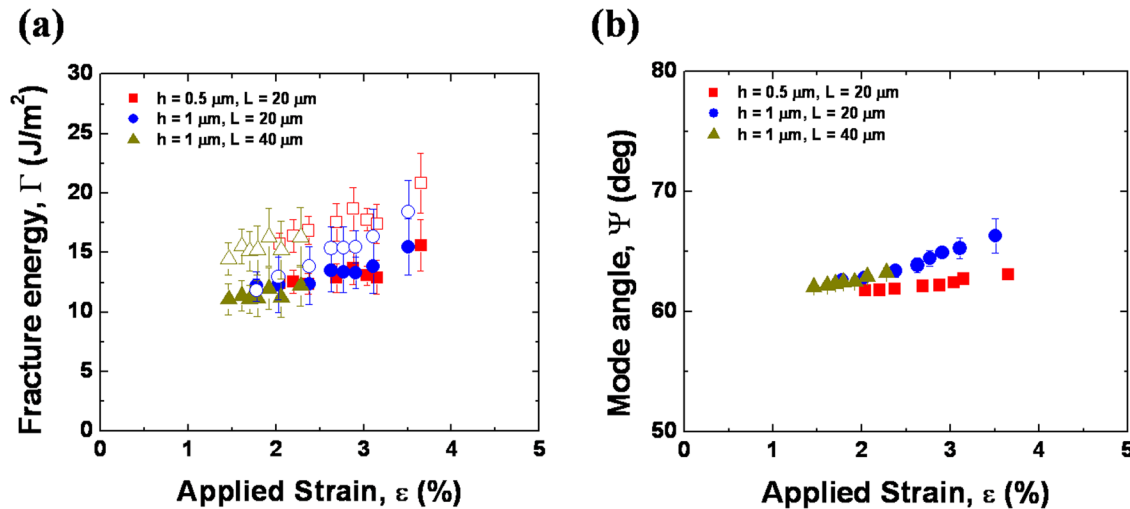 (a)
(b)
Fracture energy, Γ (J/m²)
30
25
20
15
10
5
0
h = 0.5 μm, L = 20 μm
h = 1 μm, L = 20 μm
h = 1 μm, L = 40 μm
0 1 2 3 4 5
Applied Strain, ε (%)
Mode angle, Ψ (deg)
80
70
60
50
h = 0.5 μm, L = 20 μm
h = 1 μm, L = 20 μm
h = 1 μm, L = 40 μm
0 1 2 3 4 5
Applied Strain, ε (%)